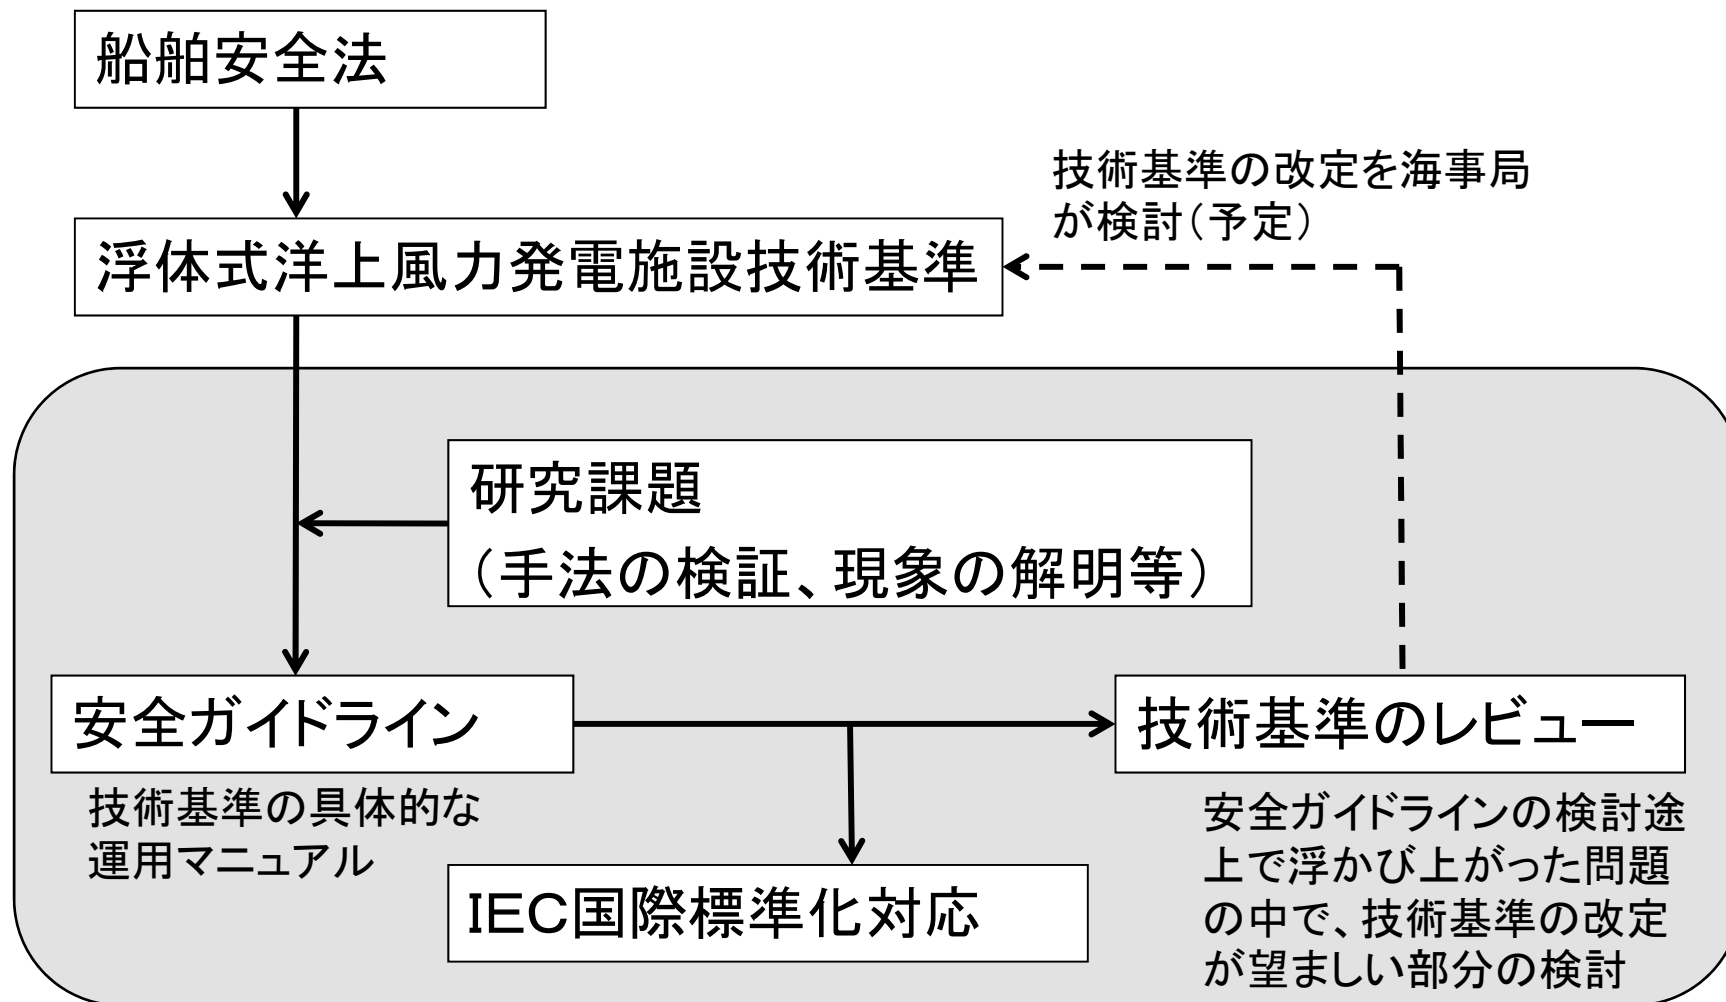 船舶安全法
技術基準の改定を海事局
が検討（予定）
浮体式洋上風力発電施設技術基準
研究課題
（手法の検証、現象の解明等）
安全ガイドライン
技術基準のレビュー
技術基準の具体的な
運用マニュアル
安全ガイドラインの検討途
上で浮かび上がった問題
の中で、技術基準の改定
が望ましい部分の検討
IEC国際標準化対応